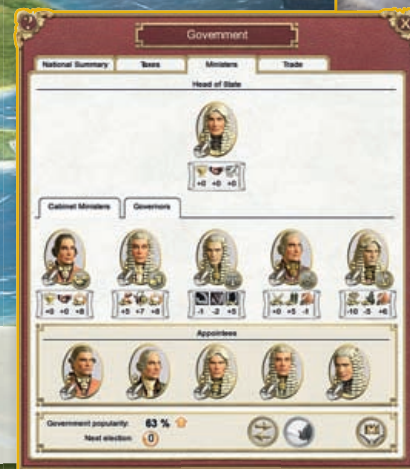 Government
National Summary Taxes Ministers Trade
Head of State
+0 +0 +0
Cabinet Ministers Governors
+0 +0 +8 +5 +7 +8 -1 -2 +5 +0 +5 -1 -10 -5 +6
Appointees
Government popularity: 63 %
Next election 0